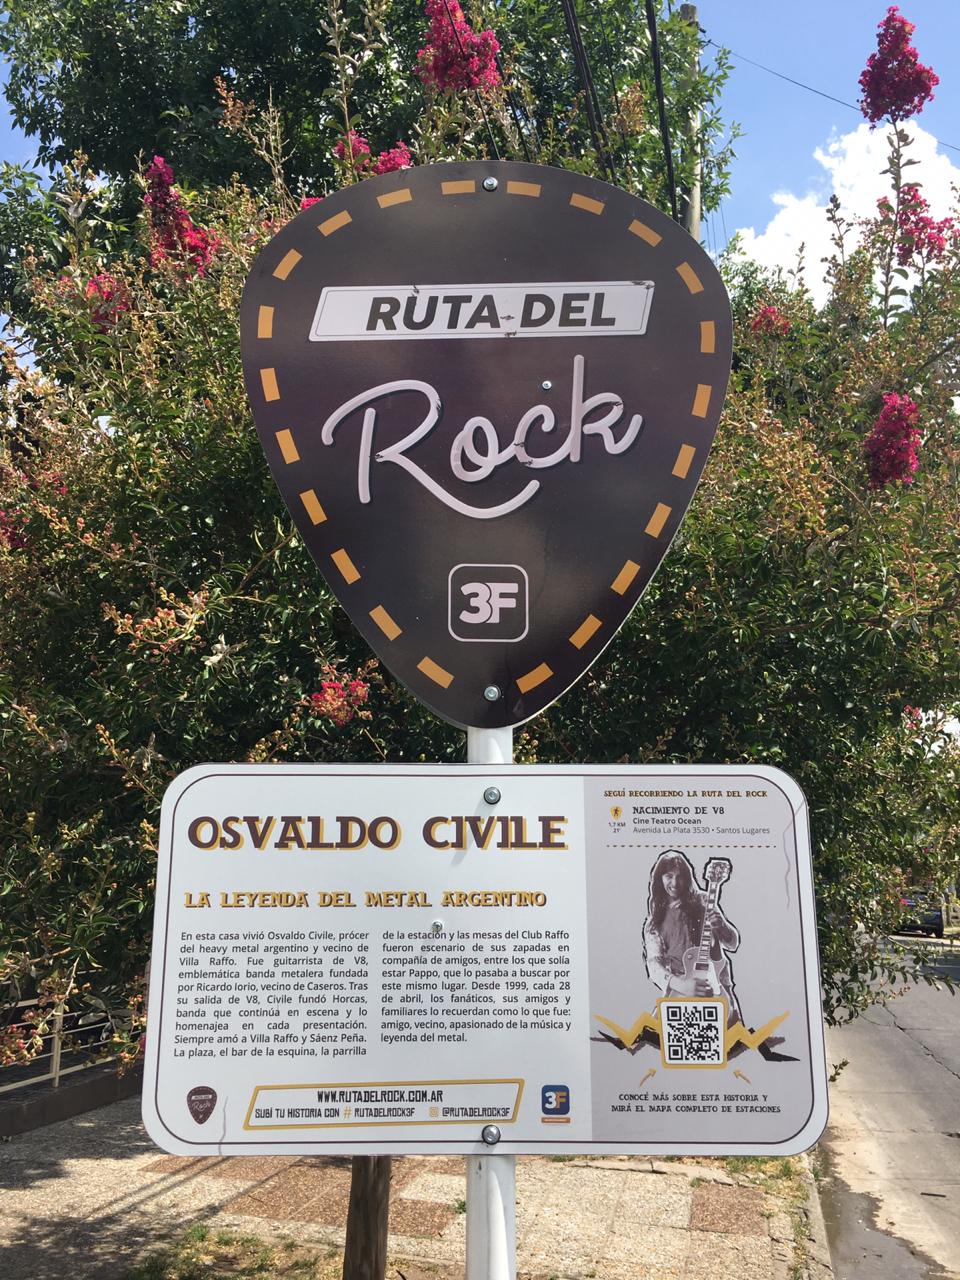 RUTA DEL
Rock
3F
OSVALDO CIVILE
LA LEYENDA DEL METAL ARGENTINO
En esta casa vivió Osvaldo Civile, prócer
del heavy metal argentino y vecino de
Villa Raffo. Fue guitarrista de V8,
emblemática banda metalera fundada
por Ricardo Iorio, vecino de Caseros. Tras
su salida de V8, Civile fundó Horcas,
banda que continúa en escena y lo
homenajea en cada presentación.
Siempre amó a Villa Raffo y Sáenz Peña.
La plaza, el bar de la esquina, la parrilla
de la estación y las mesas del Club Raffo
fueron escenario de sus zapadas en
compañía de amigos, entre los que solía
estar Pappo, que lo pasaba a buscar por
este mismo lugar. Desde 1999, cada 28
de abril, los fanáticos, sus amigos y
familiares lo recuerdan como lo que fue:
amigo, vecino, apasionado de la música y
leyenda del metal.
SEGUÍ RECORRIENDO LA RUTA DEL ROCK
NACIMIENTO DE V8
Cine Teatro Ocean
1,7 KM
21'
Avenida La Plata 3530 • Santos Lugares
CONOCÉ MÁS SOBRE ESTA HISTORIA Y
MIRÁ EL MAPA COMPLETO DE ESTACIONES
Rock
WWW.RUTADELROCK.COM.AR
SUBÍ TU HISTORIA CON #RUTADELROCK3F @RUTADELROCK3F
3F